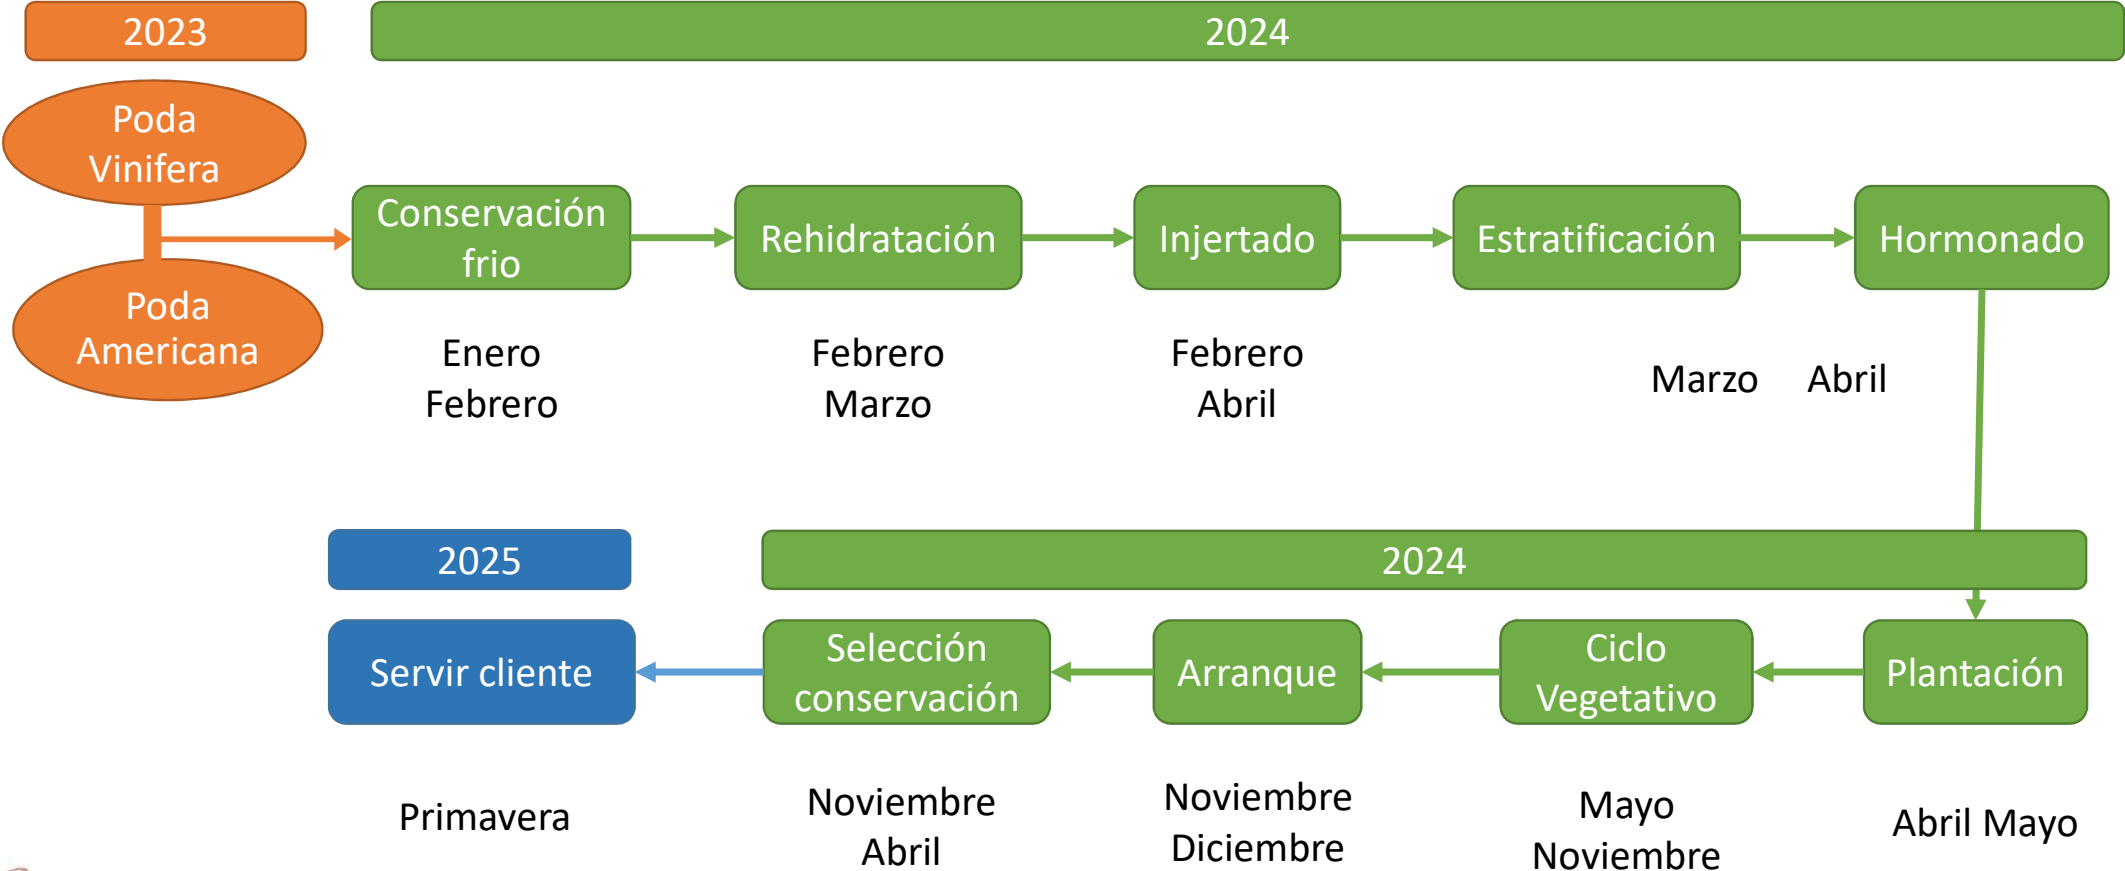 2023
2024
Poda
Vinifera
Poda
Americana
Conservación
frio
Rehidratación
Injertado
Estratificación
Hormonado
Enero
Febrero
Febrero
Marzo
Febrero
Abril
Marzo Abril
2025
2024
Servir cliente
Selección
conservación
Arranque
Ciclo
Vegetativo
Plantación
Primavera
Noviembre
Abril
Noviembre
Diciembre
Mayo
Noviembre
Abril Mayo